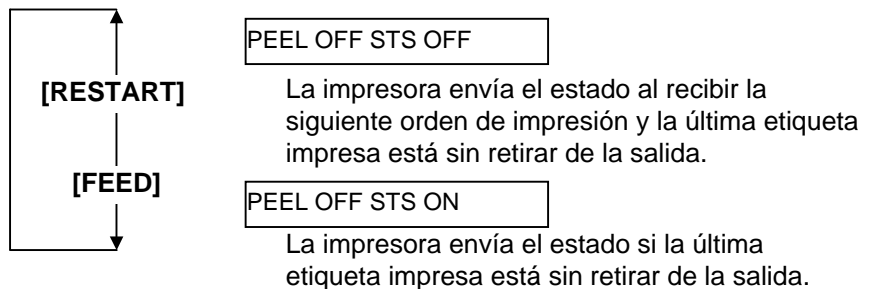 PEEL OFF STS OFF
[RESTART]
La impresora envía el estado al recibir la
siguiente orden de impresión y la última etiqueta
impresa está sin retirar de la salida.
[FEED]
PEEL OFF STS ON
La impresora envía el estado si la última
etiqueta impresa está sin retirar de la salida.